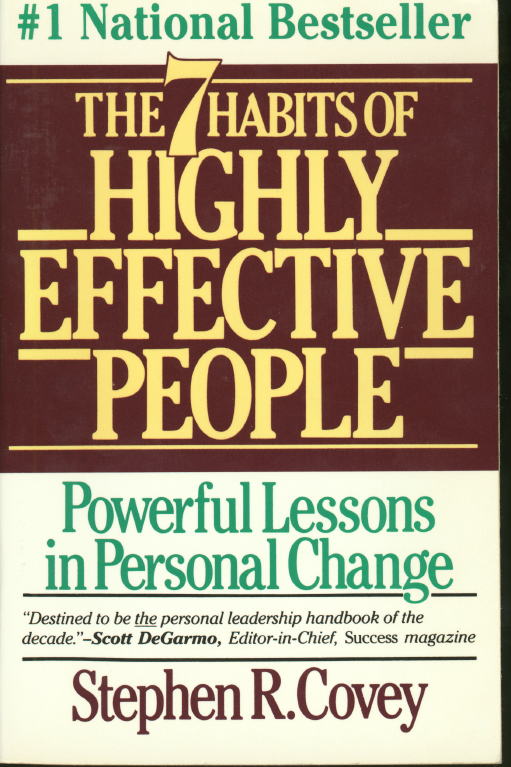 #1 National Bestseller
THE 7 HABITS OF
HIGHLY
EFFECTIVE
PEOPLE
Powerful Lessons
in Personal Change
"Destined to be the personal leadership handbook of the
decade."–Scott DeGarmo, Editor-in-Chief, Success magazine
Stephen R. Covey